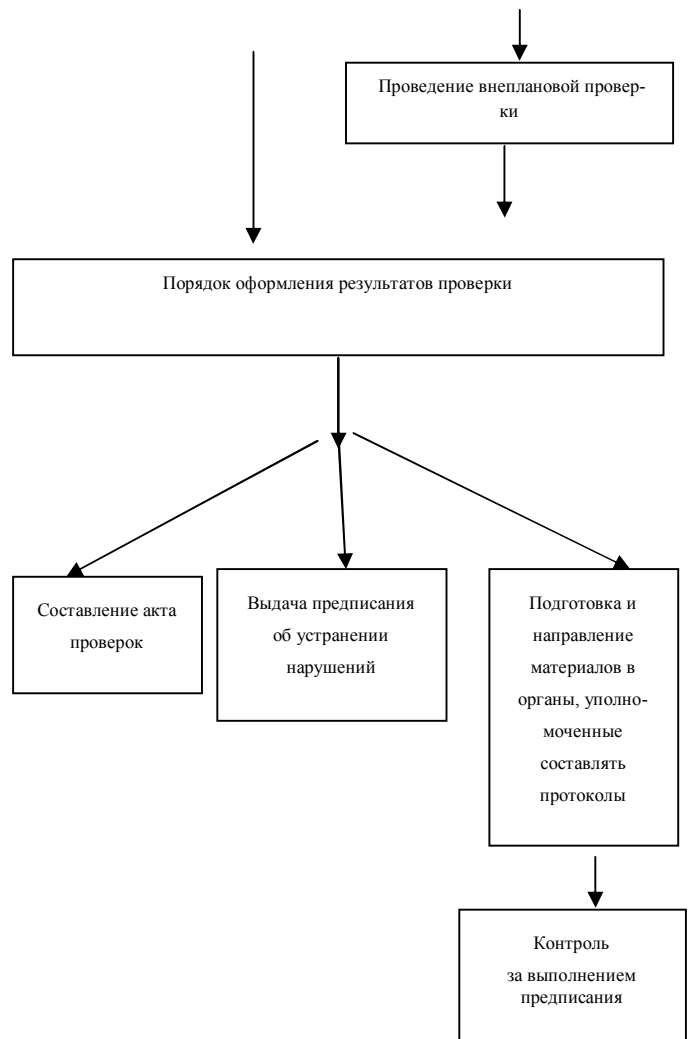 Проведение внеплановой провер-
ки
Порядок оформления результатов проверки
Составление акта
проверок
Выдача предписания
об устранении
нарушений
Подготовка и
направление
материалов в
органы, уполно-
моченные
составлять
протоколы
Контроль
за выполнением
предписания